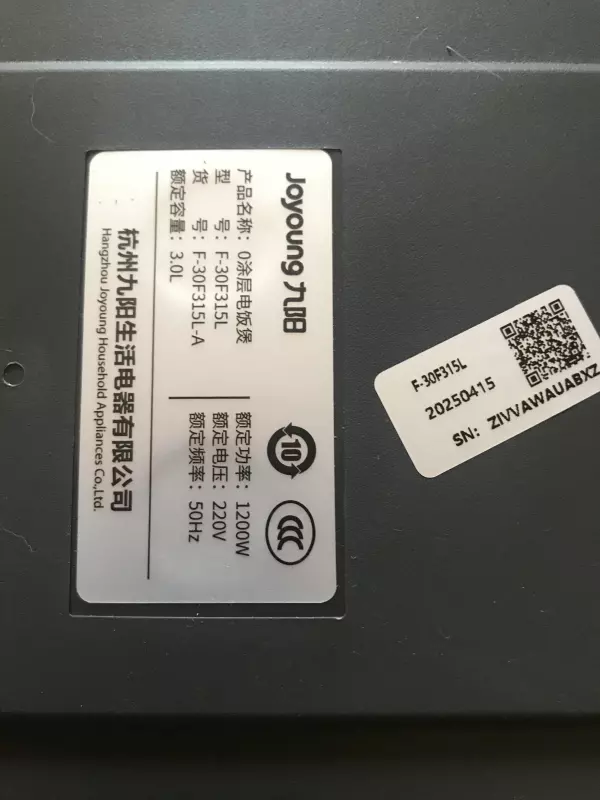 Joyoung 九阳
产品名称：0涂层电饭煲
型 号：F-30F315L
货 号：F-30F315L-A
额定容量：3.0L
10
CCC
额定功率：1200W
额定电压：220V
额定频率：50Hz
杭州九阳生活电器有限公司
Hangzhou Joyoung Household Appliances Co.,Ltd.
F-30F315L
20250415
SN: ZIVVAWAUABXZ